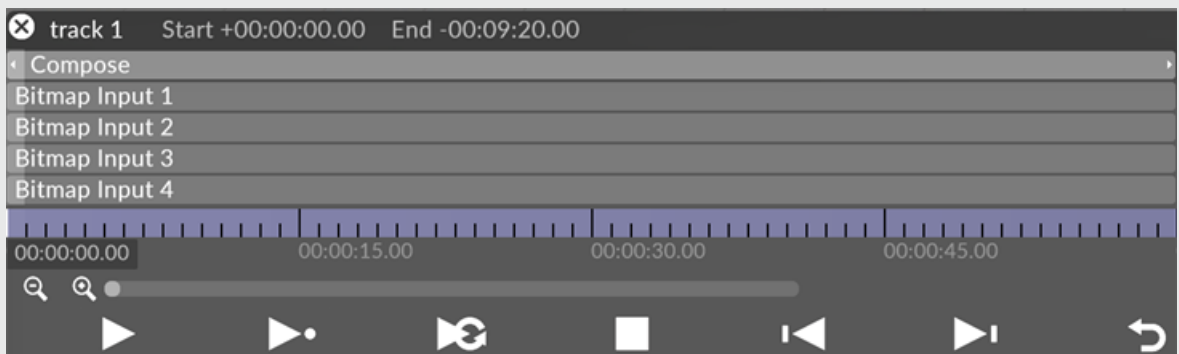 track 1 Start +00:00:00.00 End -00:09:20.00
Compose
Bitmap Input 1
Bitmap Input 2
Bitmap Input 3
Bitmap Input 4
00:00:00.00 00:00:15.00 00:00:30.00 00:00:45.00